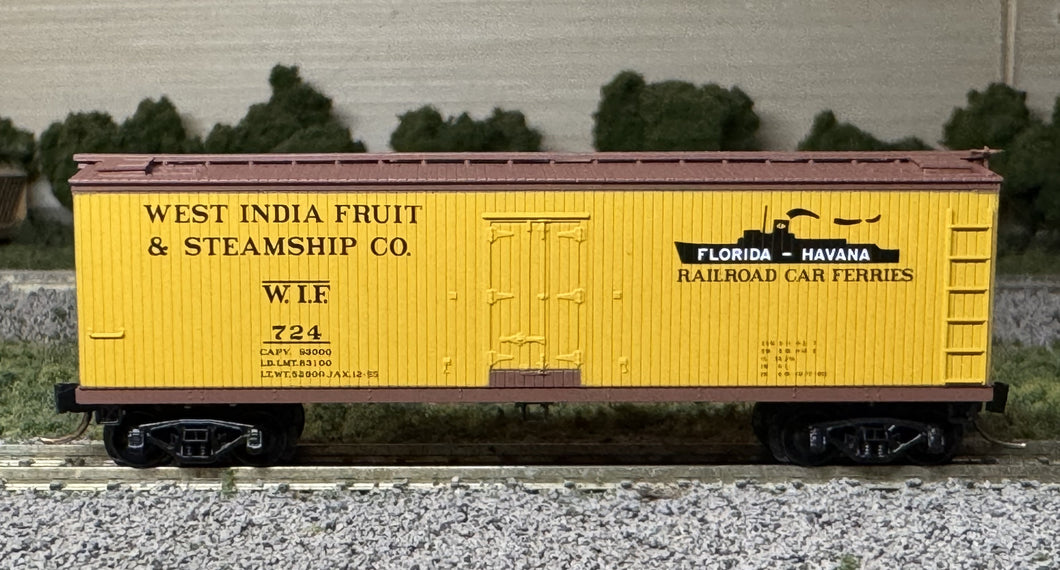 WEST INDIA FRUIT
& STEAMSHIP CO.
W.I.F.
724
CAPY. 83000
LD.LMT.83100
LT.WT.52900 JAX.12-55
FLORIDA - HAVANA
RAILROAD CAR FERRIES